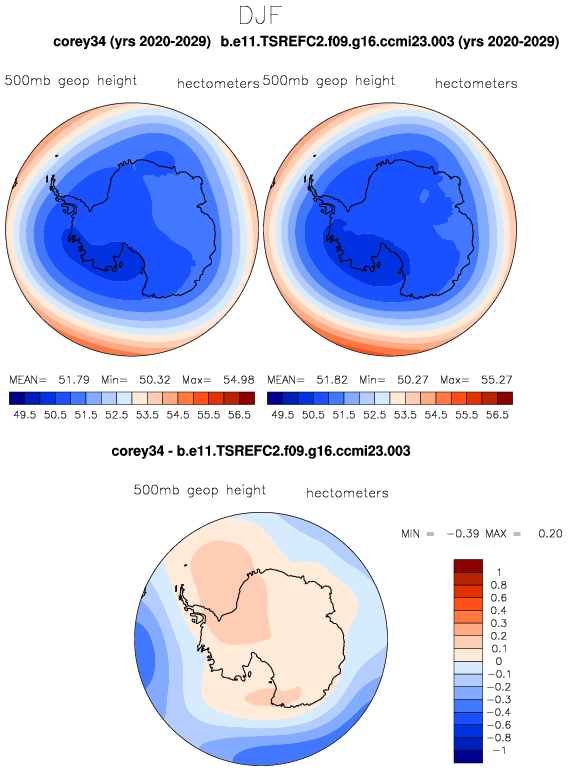 DJF
corey34 (yrs 2020-2029) b.e11.TSREFC2.f09.g16.ccmi23.003 (yrs 2020-2029)
500mb geop height hectometers 500mb geop height hectometers
MEAN= 51.79 Min= 50.32 Max= 54.98 MEAN= 51.82 Min= 50.27 Max= 55.27
49.5 50.5 51.5 52.5 53.5 54.5 55.5 56.5 49.5 50.5 51.5 52.5 53.5 54.5 55.5 56.5
corey34 - b.e11.TSREFC2.f09.g16.ccmi23.003
500mb geop height hectometers
MIN = -0.39 MAX = 0.20
1
0.8
0.6
0.4
0.3
0.2
0.1
0
-0.1
-0.2
-0.3
-0.4
-0.6
-0.8
-1